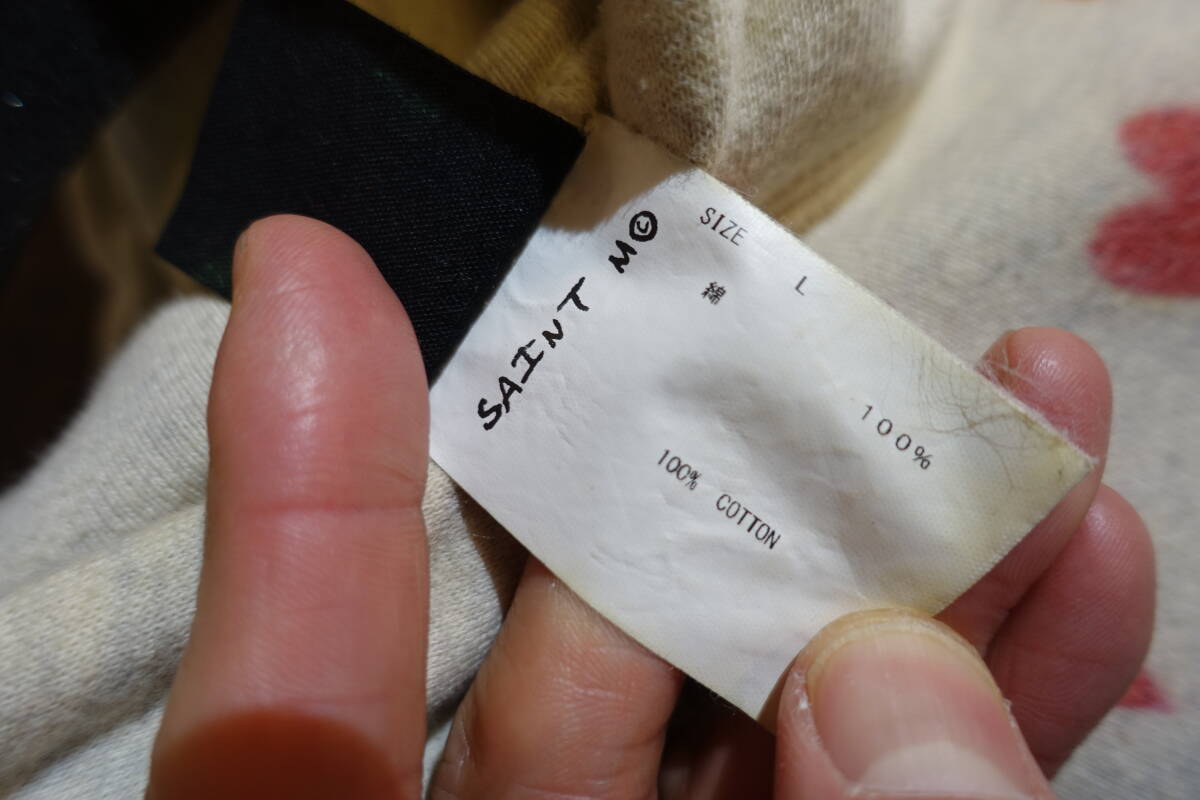 SAINT M©
SIZE L
綿 100%
100% COTTON